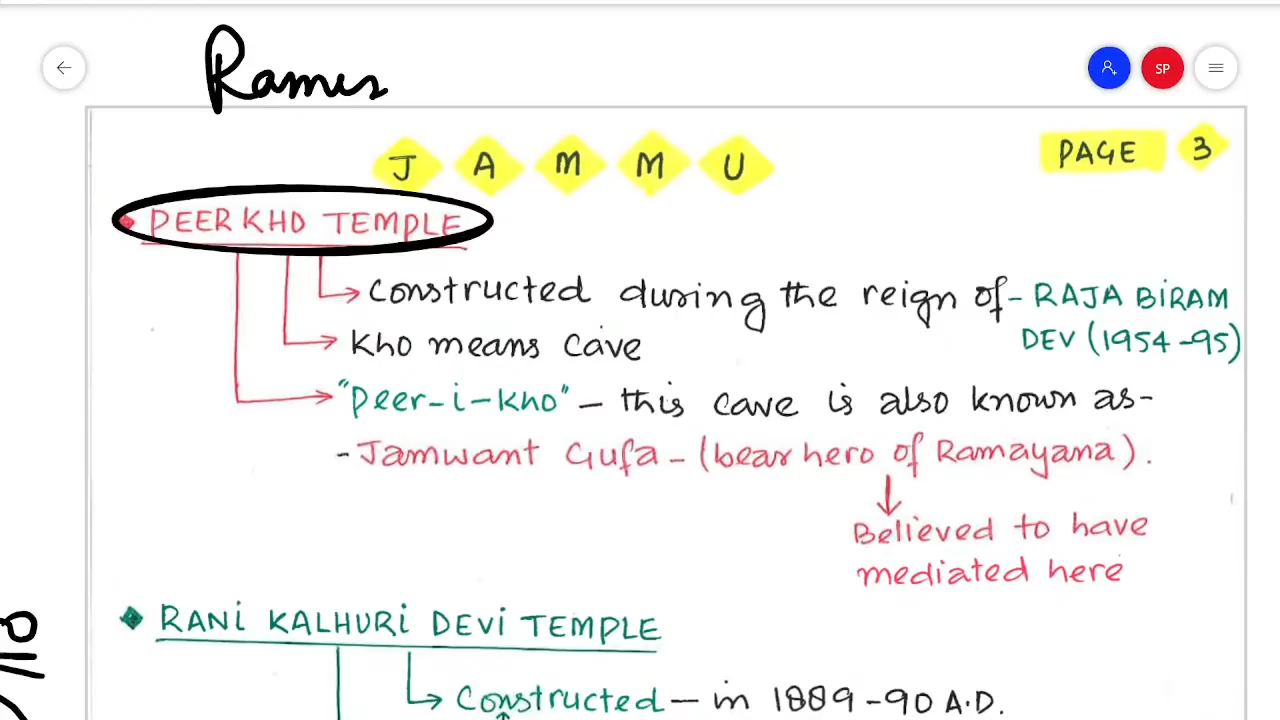 Rames
SP
JAMMU
PAGE 3
PEER KHO TEMPLE
Constructed during the reign of - RAJA BIRAM
DEV (1954-95)
Kho means Cave
"Peer-i-kho" - this cave is also known as -
- Jamwant Gufa - (bear hero of Ramayana).
Believed to have
mediated here
RANI KALHURI DEVI TEMPLE
Constructed - in 1889-90 A.D.